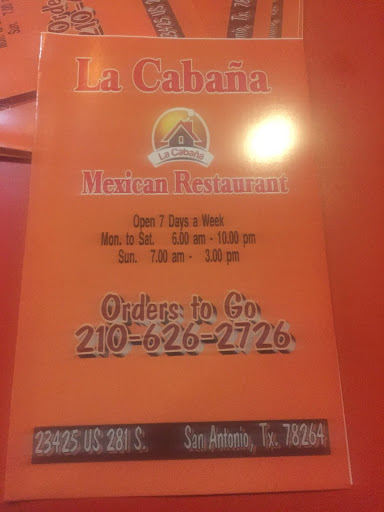 La Cabaña
La Cabaña
Mexican Restaurant
Open 7 Days a Week
Mon. to Sat. 6.00 am - 10.00 pm
Sun. 7.00 am - 3.00 pm
Orders to Go
210-626-2726
23425 US 281 S. San Antonio, Tx. 78264